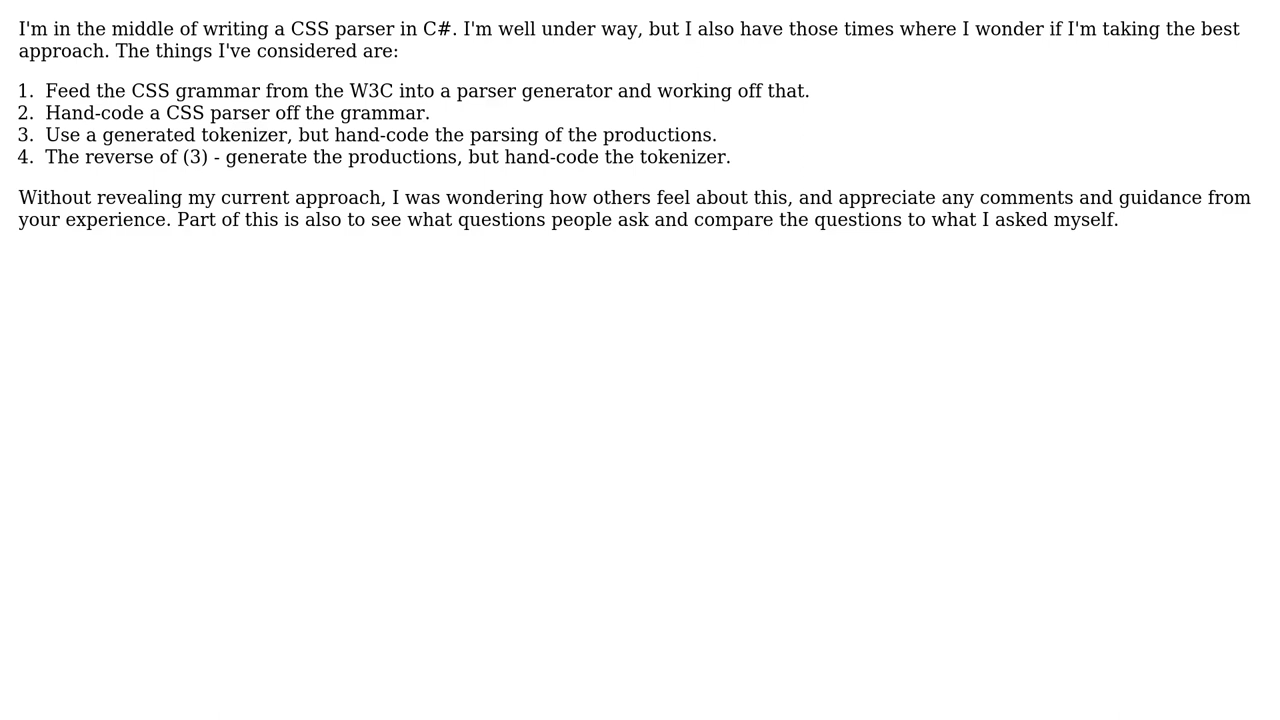 I'm in the middle of writing a CSS parser in C#. I'm well under way, but I also have those times where I wonder if I'm taking the best
approach. The things I've considered are:
1. Feed the CSS grammar from the W3C into a parser generator and working off that.
2. Hand-code a CSS parser off the grammar.
3. Use a generated tokenizer, but hand-code the parsing of the productions.
4. The reverse of (3) - generate the productions, but hand-code the tokenizer.
Without revealing my current approach, I was wondering how others feel about this, and appreciate any comments and guidance from
your experience. Part of this is also to see what questions people ask and compare the questions to what I asked myself.